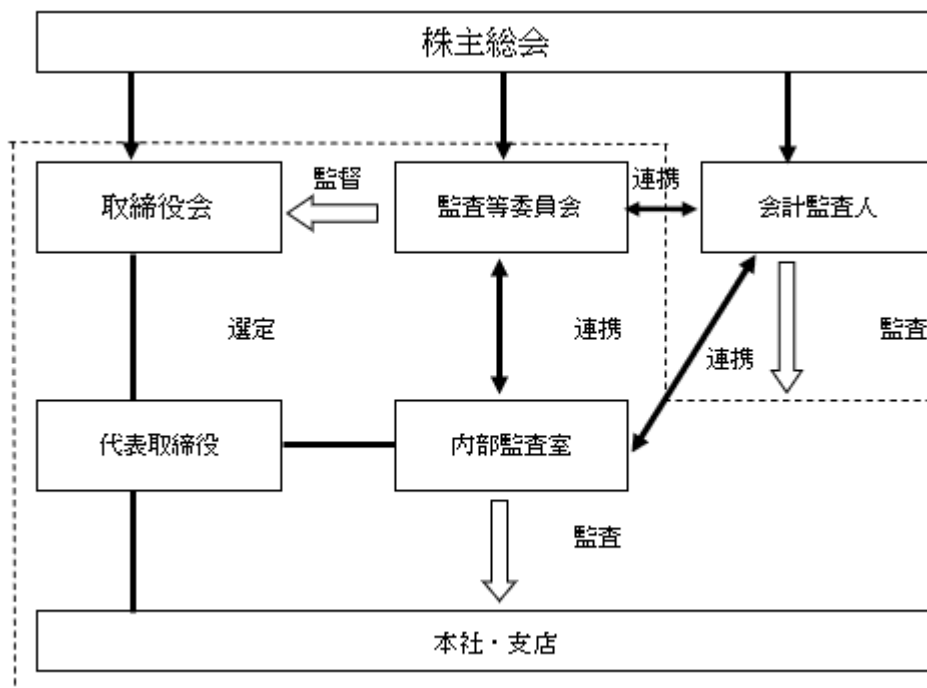 株主総会
取締役会
監督
監査等委員会
連携
会計監査人
選定
連携
連携
監査
代表取締役
内部監査室
監査
本社・支店